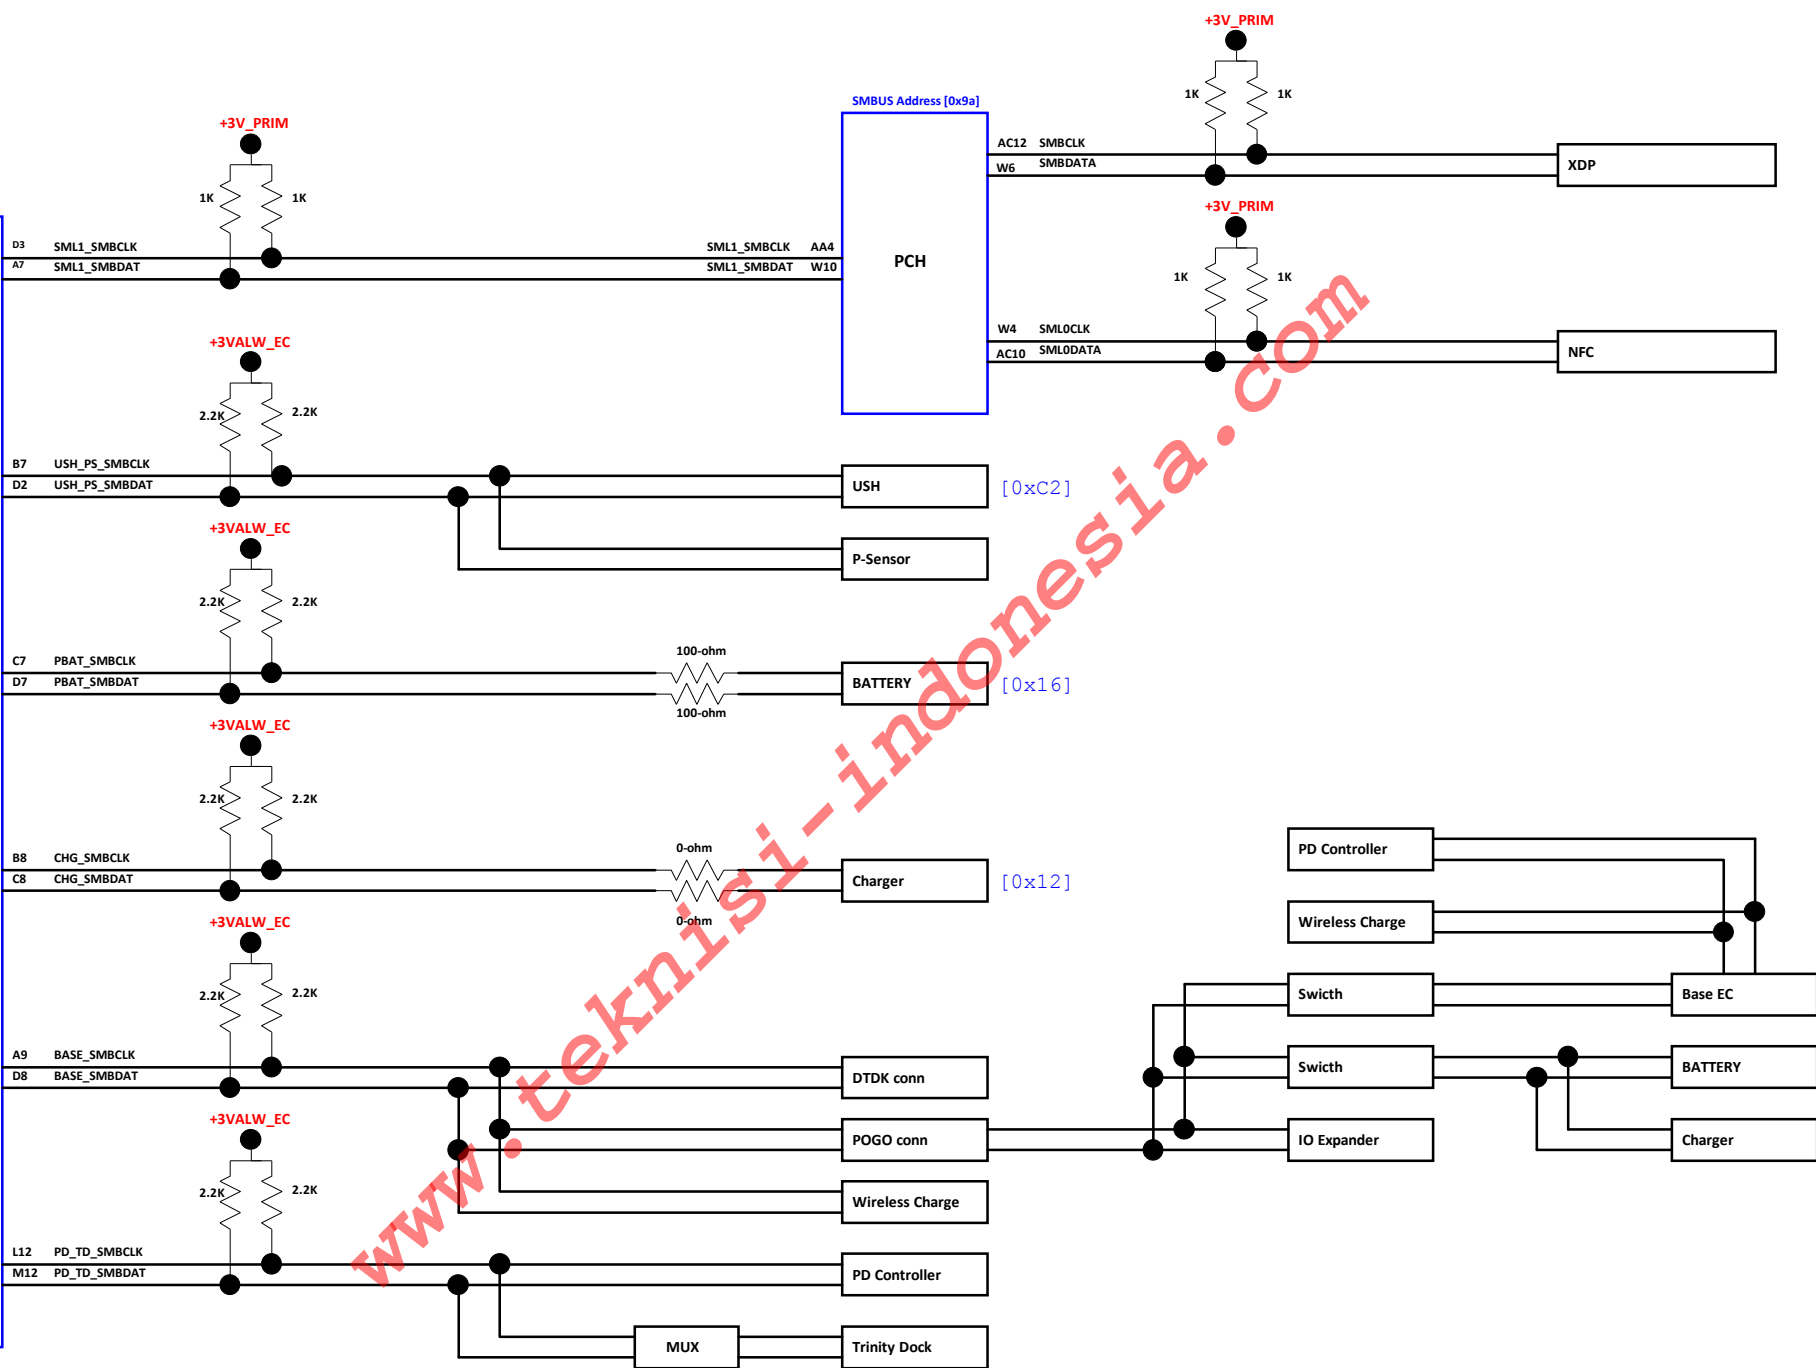 +3V_PRIM
1K
1K
SMBUS Address [0x9a]
+3V_PRIM
AC12 SMBCLK
W6 SMBDATA
XDP
1K
1K
+3V_PRIM
D3 SML1_SMBCLK
A7 SML1_SMBDAT
SML1_SMBCLK AA4
SML1_SMBDAT W10
PCH
1K
1K
W4 SML0CLK
AC10 SML0DATA
NFC
+3VALW_EC
2.2K
2.2K
B7 USH_PS_SMBCLK
D2 USH_PS_SMBDAT
USH
[0xC2]
+3VALW_EC
P-Sensor
2.2K
2.2K
C7 PBAT_SMBCLK
D7 PBAT_SMBDAT
100-ohm
100-ohm
BATTERY
[0x16]
+3VALW_EC
2.2K
2.2K
B8 CHG_SMBCLK
C8 CHG_SMBDAT
0-ohm
0-ohm
Charger
[0x12]
PD Controller
Wireless Charge
+3VALW_EC
2.2K
2.2K
Swicth
Base EC
A9 BASE_SMBCLK
D8 BASE_SMBDAT
DTDK conn
Swicth
BATTERY
+3VALW_EC
POGO conn
IO Expander
Charger
2.2K
2.2K
Wireless Charge
L12 PD_TD_SMBCLK
M12 PD_TD_SMBDAT
PD Controller
MUX
Trinity Dock
www.teknisi-indonesia.com